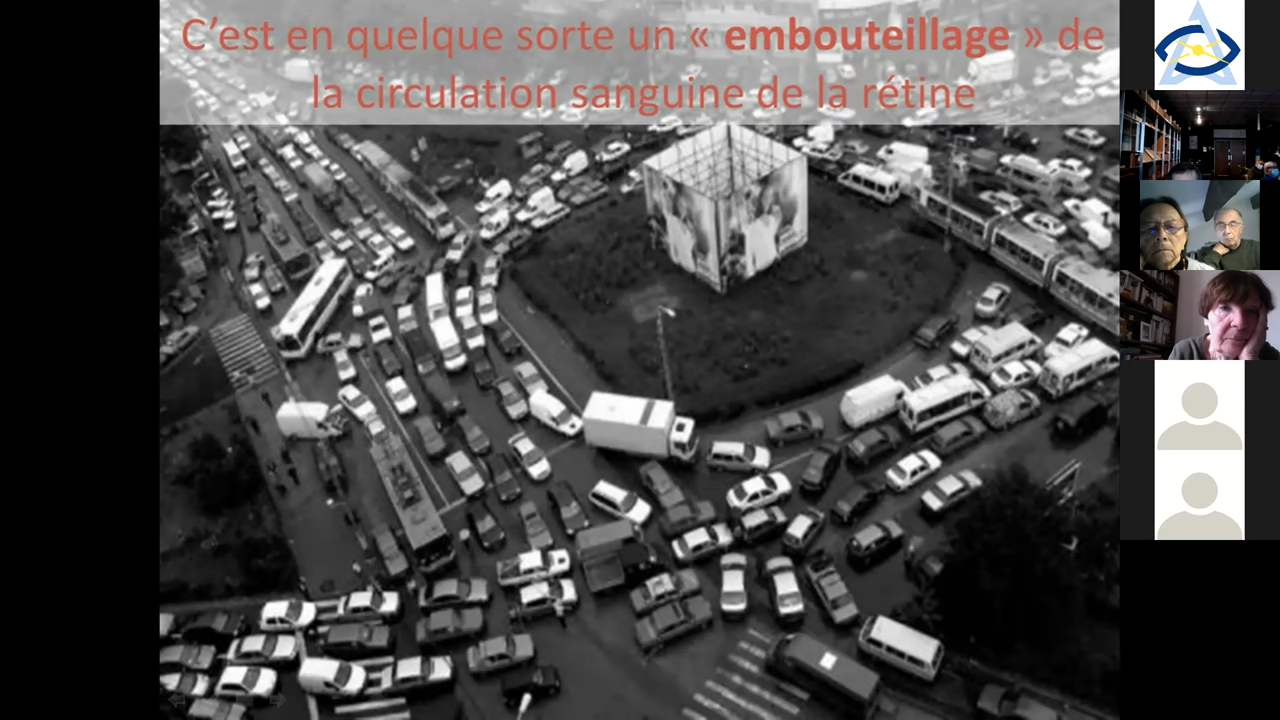 C’est en quelque sorte un « embouteillage » de
la circulation sanguine de la rétine